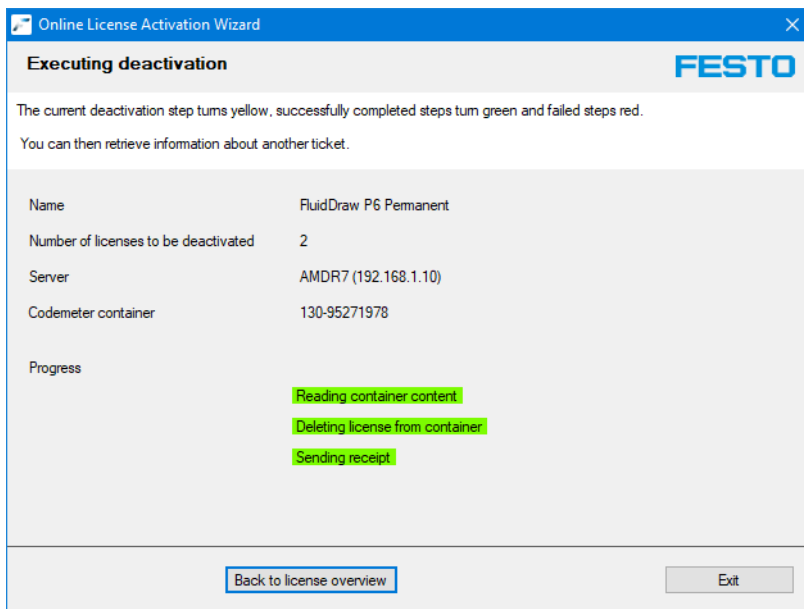 Online License Activation Wizard
Executing deactivation
FESTO
The current deactivation step turns yellow, successfully completed steps turn green and failed steps red.
You can then retrieve information about another ticket.
Name FluidDraw P6 Permanent
Number of licenses to be deactivated 2
Server AMDR7 (192.168.1.10)
Codemeter container 130-95271978
Progress
Reading container content
Deleting license from container
Sending receipt
Back to license overview Exit